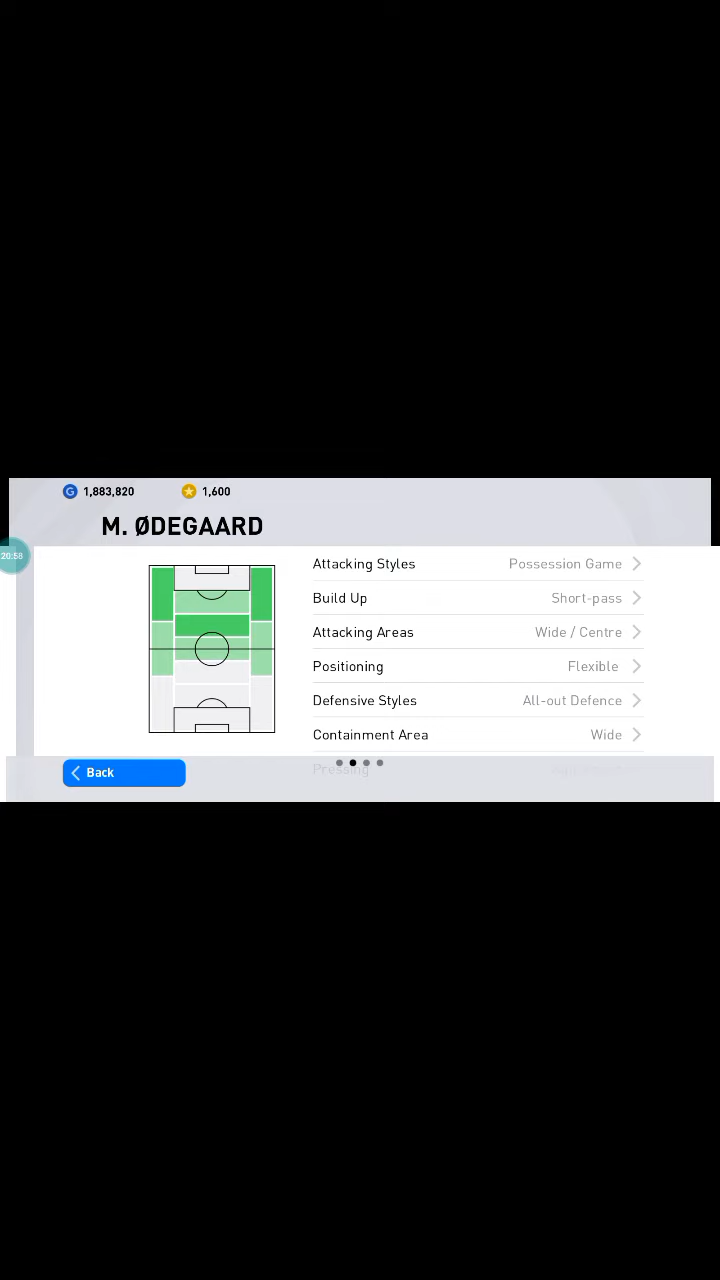 G 1,883,820 1,600
M. ØDEGAARD
20:58
Attacking Styles Possession Game
Build Up Short-pass
Attacking Areas Wide / Centre
Positioning Flexible
Defensive Styles All-out Defence
Containment Area Wide
Pressing
Back